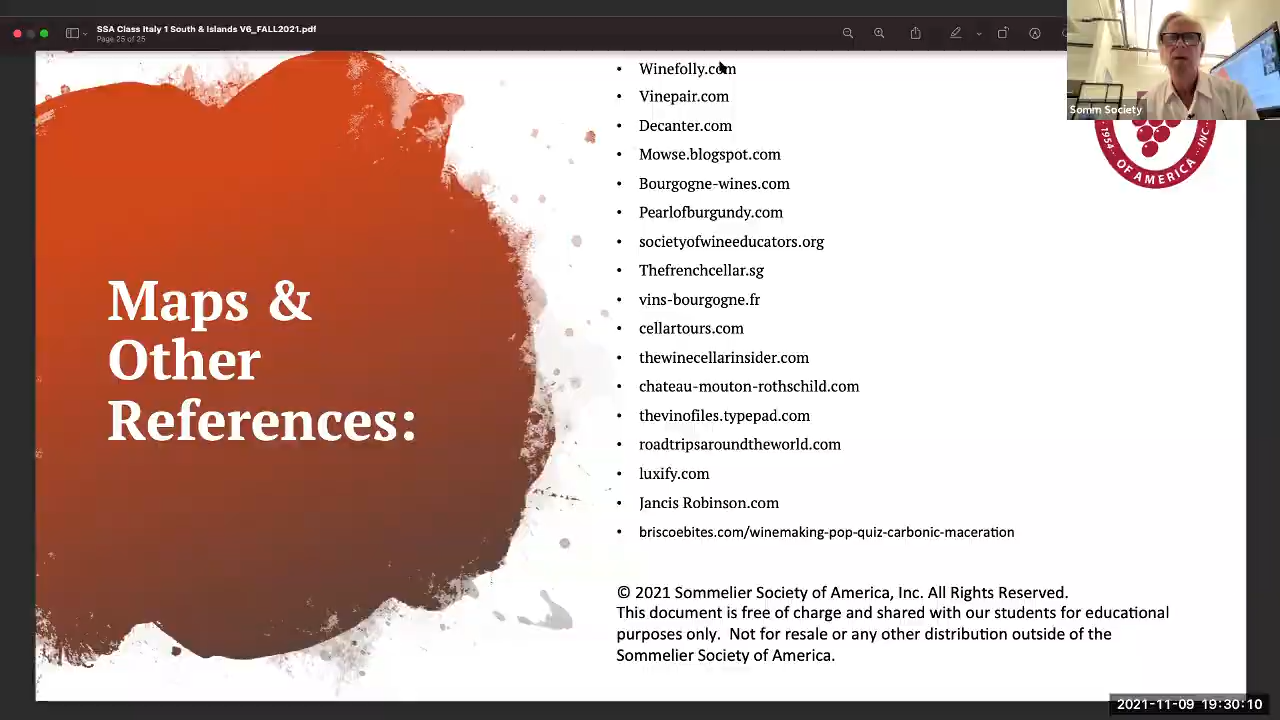 SSA Class Italy 1 South & Islands V6_FALL2021.pdf
Page 25 of 25
Somm Society
1954
OF AMERICA
INC
Maps &
Other
References:
• Winefolly.com
• Vinepair.com
• Decanter.com
• Mowse.blogspot.com
• Bourgogne-wines.com
• Pearlofburgundy.com
• societyofwineeducators.org
• Thefrenchcellar.sg
• vins-bourgogne.fr
• cellartours.com
• thewinecellarinsider.com
• chateau-mouton-rothschild.com
• thevinofiles.typepad.com
• roadtripsaroundtheworld.com
• luxify.com
• Jancis Robinson.com
• briscoebites.com/winemaking-pop-quiz-carbonic-maceration
© 2021 Sommelier Society of America, Inc. All Rights Reserved.
This document is free of charge and shared with our students for educational
purposes only.  Not for resale or any other distribution outside of the
Sommelier Society of America.
2021-11-09 19:30:10